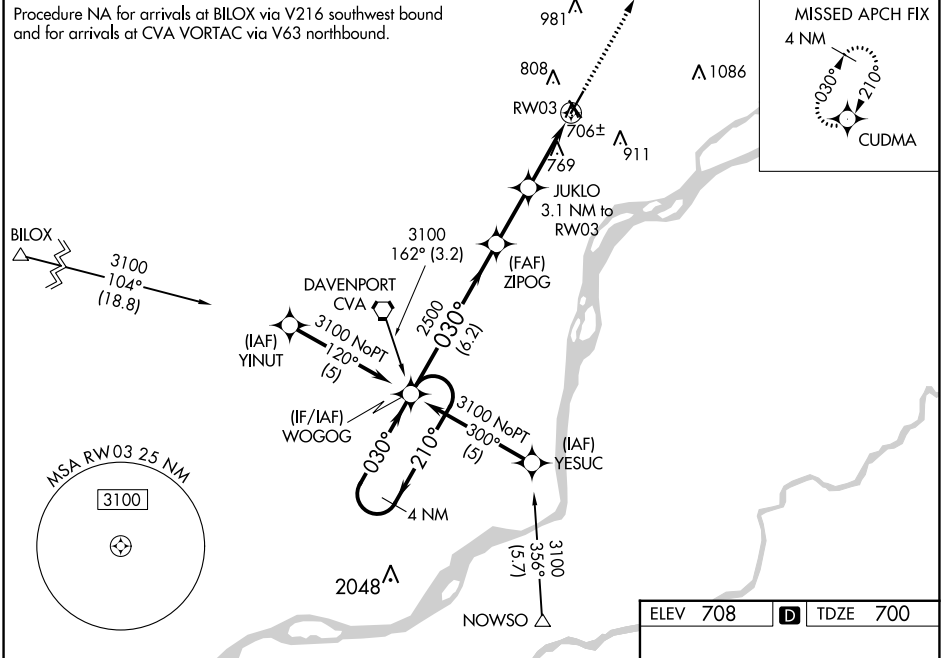 Procedure NA for arrivals at BILOX via V216 southwest bound
and for arrivals at CVA VORTAC via V63 northbound.
981
MISSED APCH FIX
4 NM
030°
210°
CUDMA
808
1086
RW03
706±
911
769
JUKLO
3.1 NM to
RW03
BILOX
3100
104°
(18.8)
3100
162° (3.2)
(FAF)
ZIPOG
DAVENPORT
CVA
2500
030°
(6.2)
(IAF)
YINUT
3100 NoPT
120°
(5)
(IF/IAF)
WOGOG
3100 NoPT
300°
(5)
(IAF)
YESUC
030°
210°
4 NM
MSA RW03 25 NM
3100
3100
356°
(5.7)
2048
NOWSO
ELEV 708
D
TDZE 700